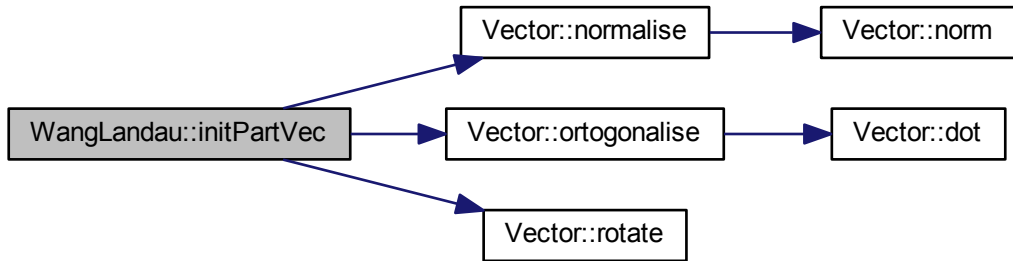 Vector::normalise
Vector::norm
WangLandau::initPartVec
Vector::ortogonalise
Vector::dot
Vector::rotate